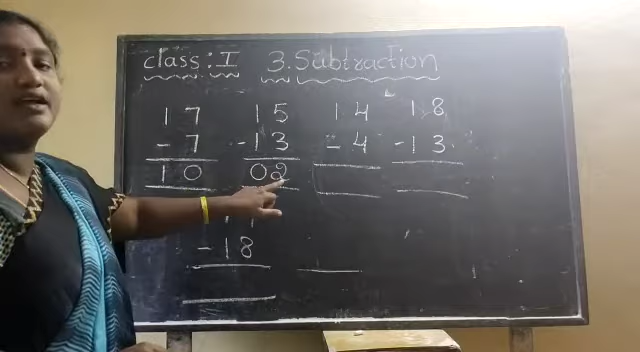 class : I 3. Subtraction
17 15 14 18
- 7 -13 - 4 -13
10 02
- 18